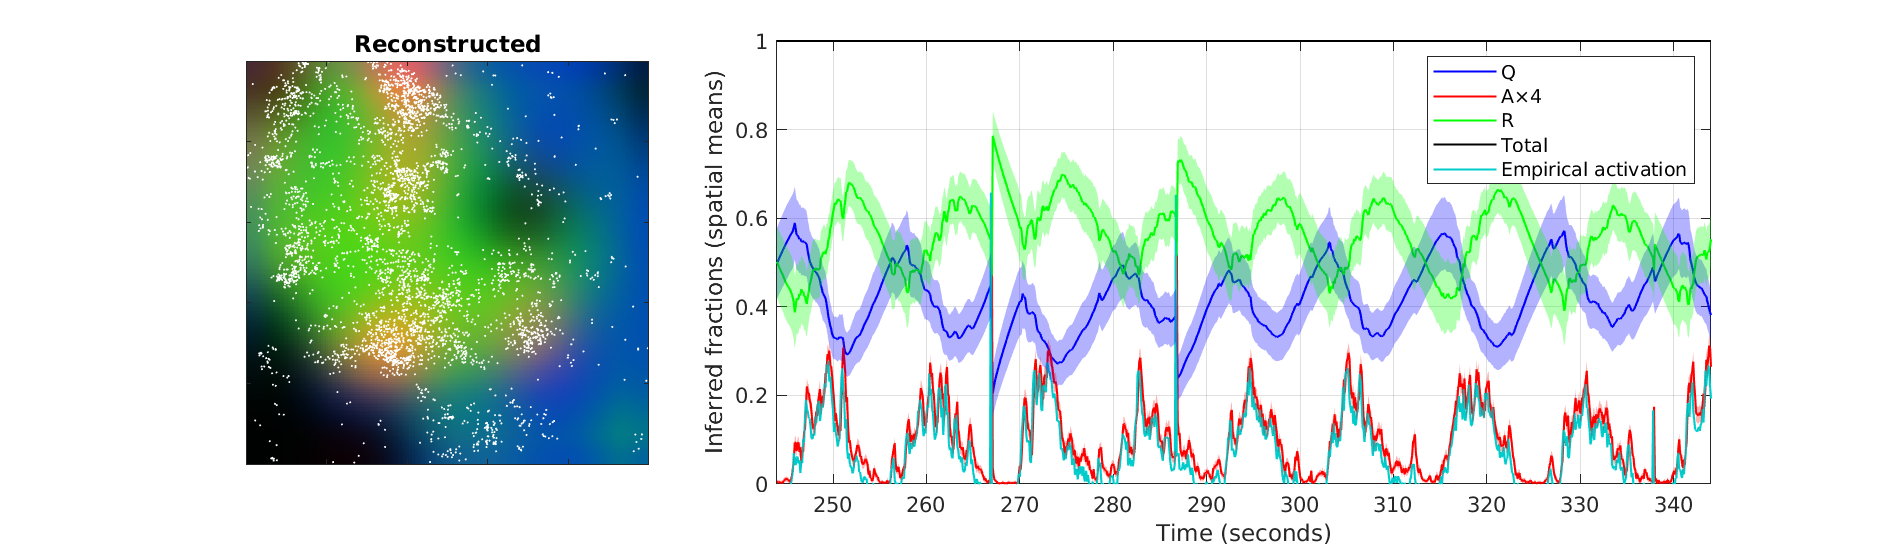 Reconstructed
Inferred fractions (spatial means)
1
0.8
0.6
0.4
0.2
0
Q
A×4
R
Total
Empirical activation
250 260 270 280 290 300 310 320 330 340
Time (seconds)